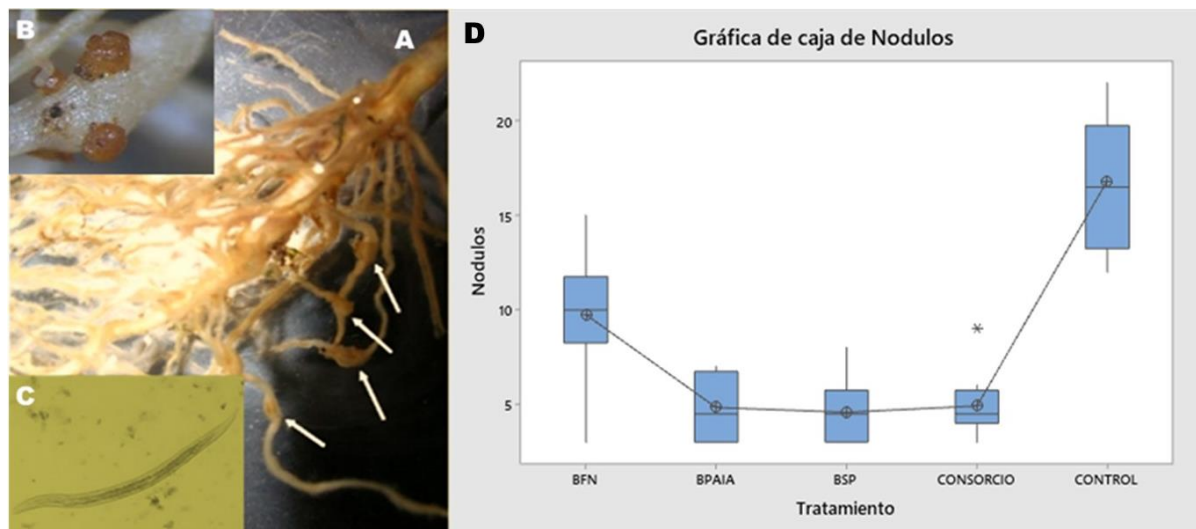 B
A
C
D
Gráfica de caja de Nodulos
Nodulos
20
15
10
5
BFN BPAIA BSP CONSORCIO CONTROL
Tratamiento